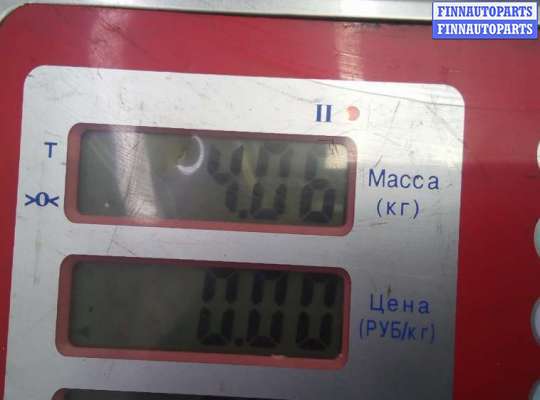 FINNAUTOPARTS
FINNAUTOPARTS
II
T
>0<
4.06
Масса
(кг)
0.00
Цена
(РУБ/кг)